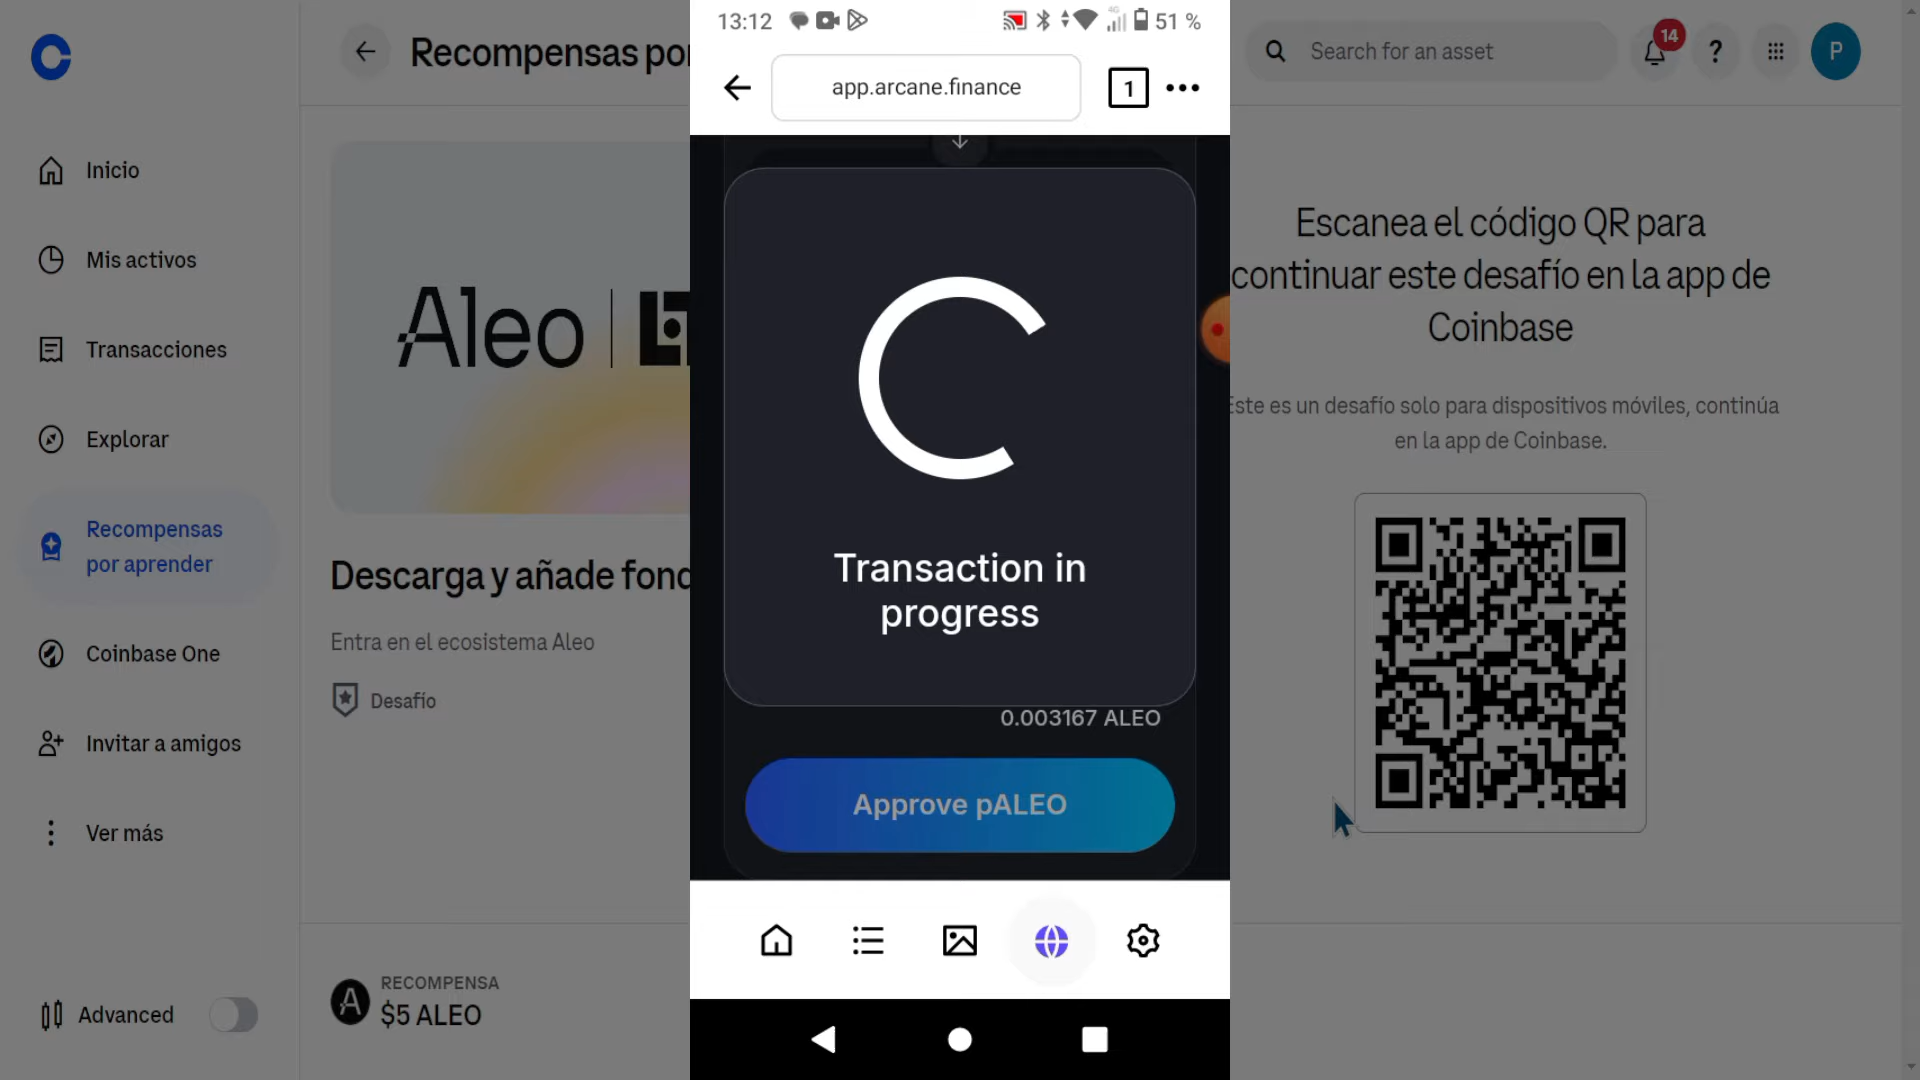 Recompensas por
Search for an asset
14
?
P
Inicio
Mis activos
Transacciones
Explorar
Recompensas
por aprender
Coinbase One
Invitar a amigos
Ver más
Advanced
Aleo
Descarga y añade fond
Entra en el ecosistema Aleo
Desafío
A
RECOMPENSA
$5 ALEO
13:12
4G
51 %
app.arcane.finance
1
Transaction in
progress
0.003167 ALEO
Approve pALEO
Escanea el código QR para
continuar este desafío en la app de
Coinbase
Este es un desafío solo para dispositivos móviles, continúa
en la app de Coinbase.